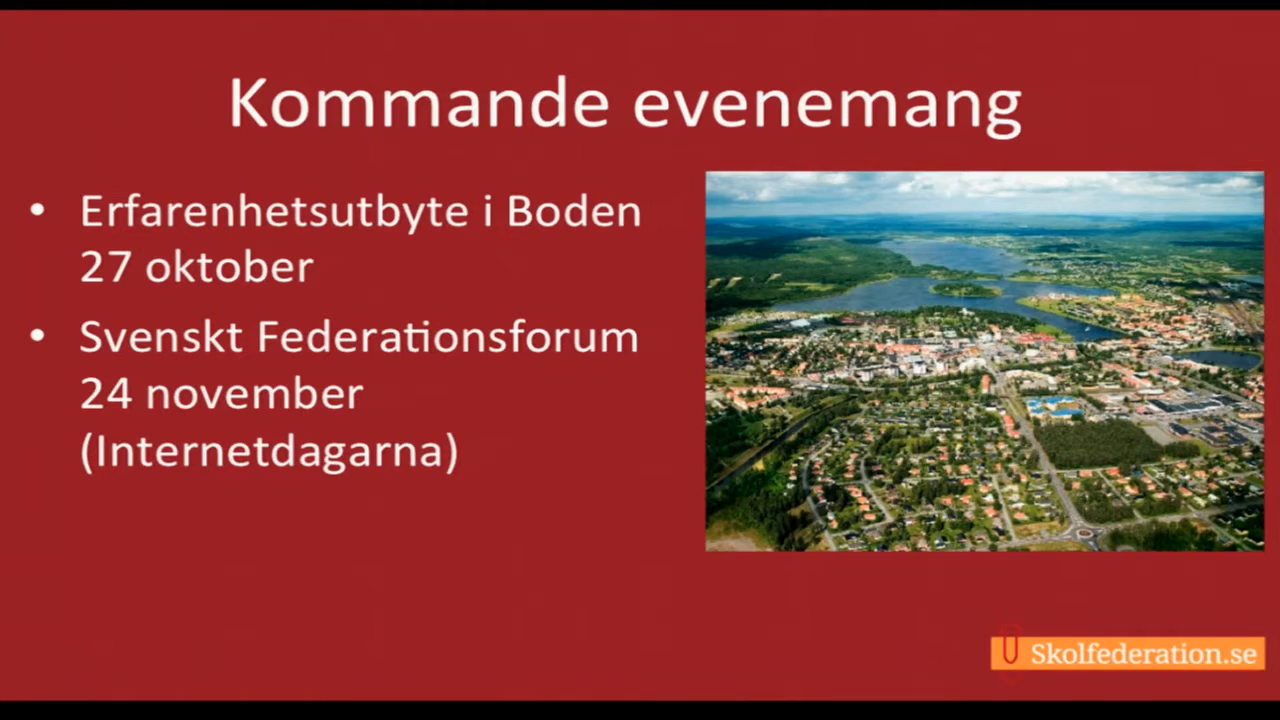 Kommande evenemang
• Erfarenhetsutbyte i Boden
27 oktober
• Svenskt Federationsforum
24 november
(Internetdagarna)
Skolfederation.se